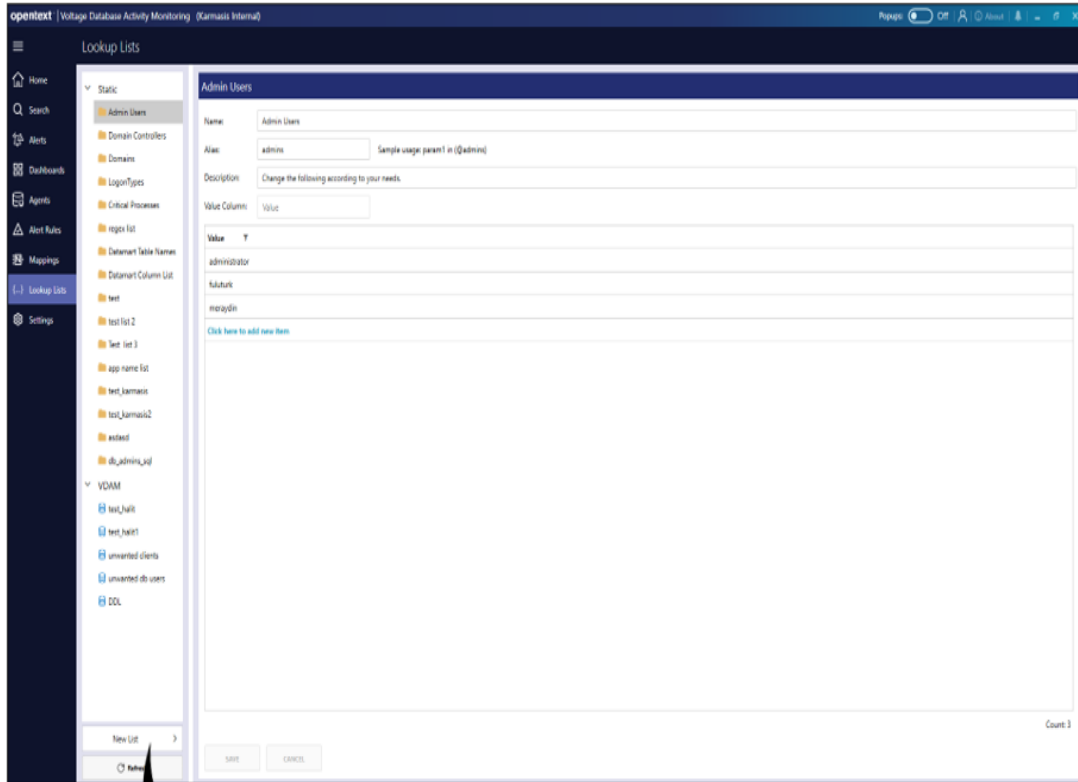 opentext | Voltage Database Activity Monitoring (Karmasis Internal)
Popups: Off | About
Lookup Lists
Home
Search
Alerts
Dashboards
Agents
Alert Rules
Mappings
{..} Lookup Lists
Settings
Static
Admin Users
Domain Controllers
Domains
LogonTypes
Critical Processes
regex list
Datamart Table Names
Datamart Column List
test
test list 2
Test list 3
app name list
test_karmasis
test_karmasis2
asdasd
db_admins_sql
VDAM
test_halit
test_halit1
unwanted clients
unwanted db users
DDL
New List
Refresh
Admin Users
Name: Admin Users
Alias: admins Sample usage: param1 in (@admins)
Description: Change the following according to your needs.
Value Column: Value
Value
administrator
fuluturk
meraydin
Click here to add new item
Count: 3
SAVE CANCEL